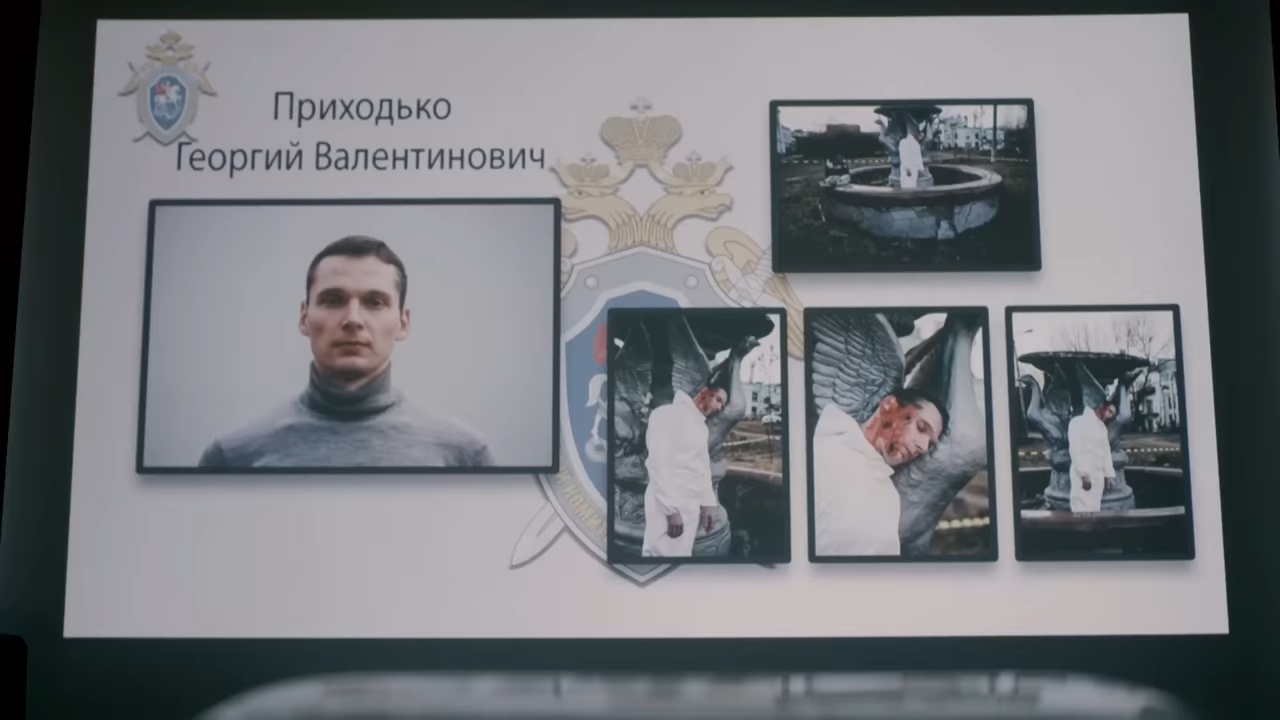 Приходько
Георгий Валентинович